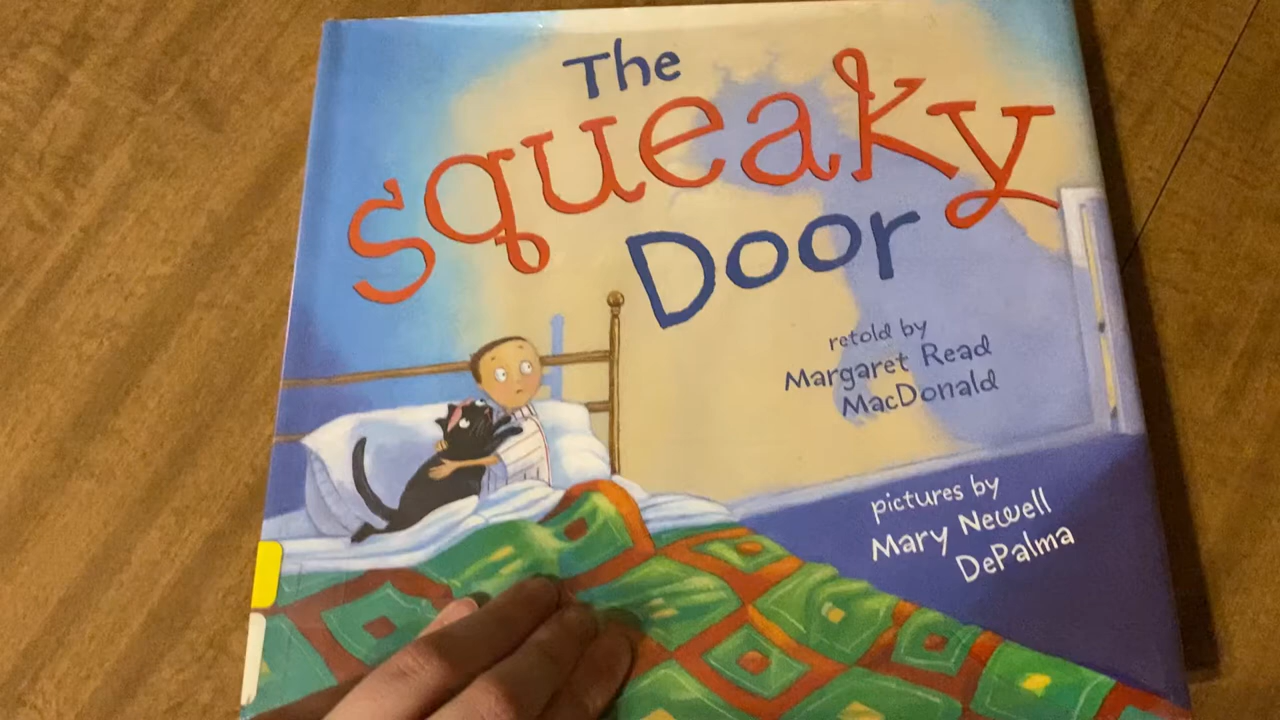 The
squeaky
Door
retold by
Margaret Read
MacDonald
pictures by
Mary Newell
DePalma